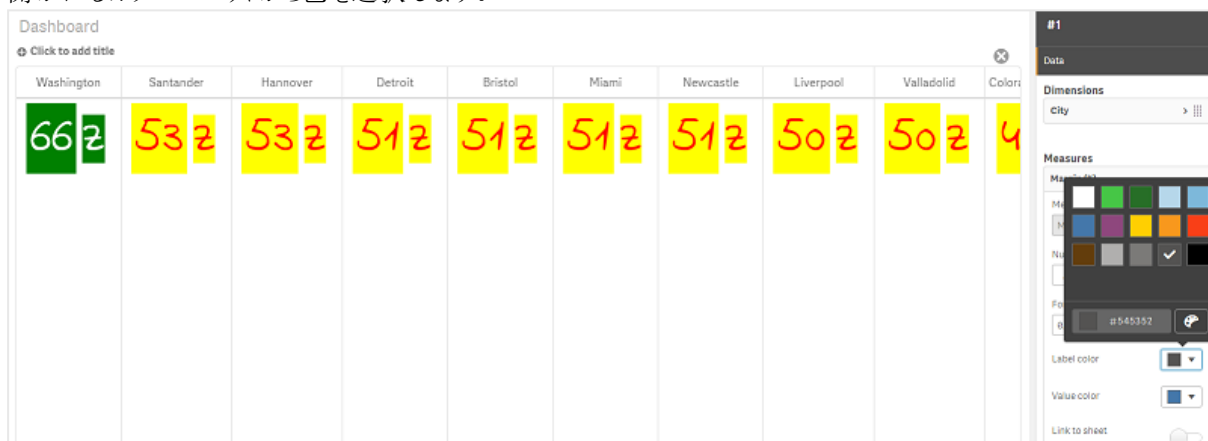 Dashboard
Click to add title
Washington Santander Hannover Detroit Bristol Miami Newcastle Liverpool Valladolid
66 z 53 z 53 z 51 z 51 z 51 z 51 z 50 z 50 z 4
#1
Data
Dimensions
City
Measures
#545352
Label color
Value color
Link to sheet